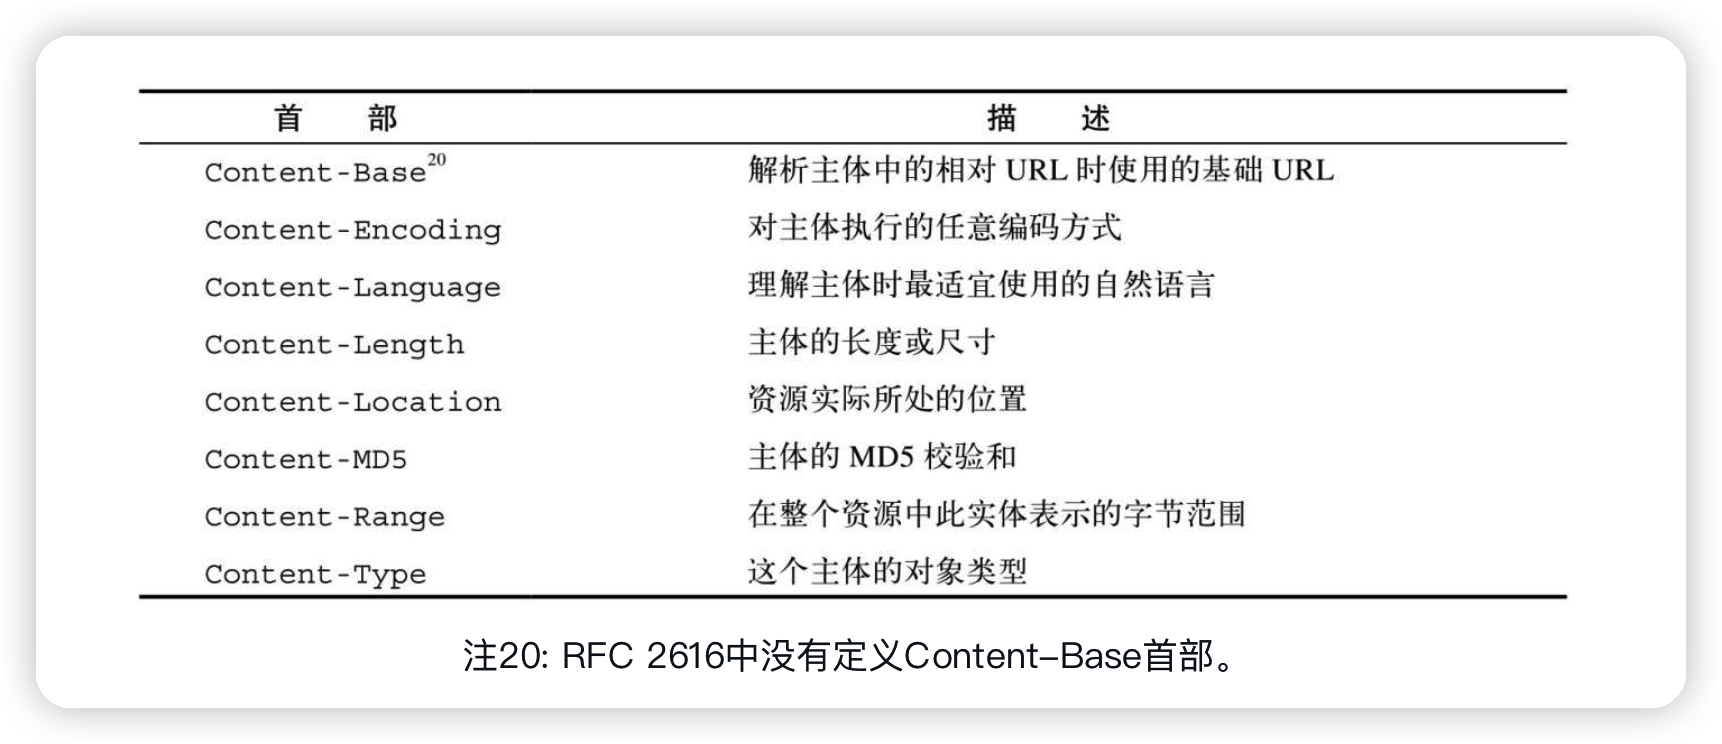 首 部 描 述
Content-Base20 解析主体中的相对 URL 时使用的基础 URL
Content-Encoding 对主体执行的任意编码方式
Content-Language 理解主体时最适宜使用的自然语言
Content-Length 主体的长度或尺寸
Content-Location 资源实际所处的位置
Content-MD5 主体的 MD5 校验和
Content-Range 在整个资源中此实体表示的字节范围
Content-Type 这个主体的对象类型
注20: RFC 2616中没有定义Content-Base首部。